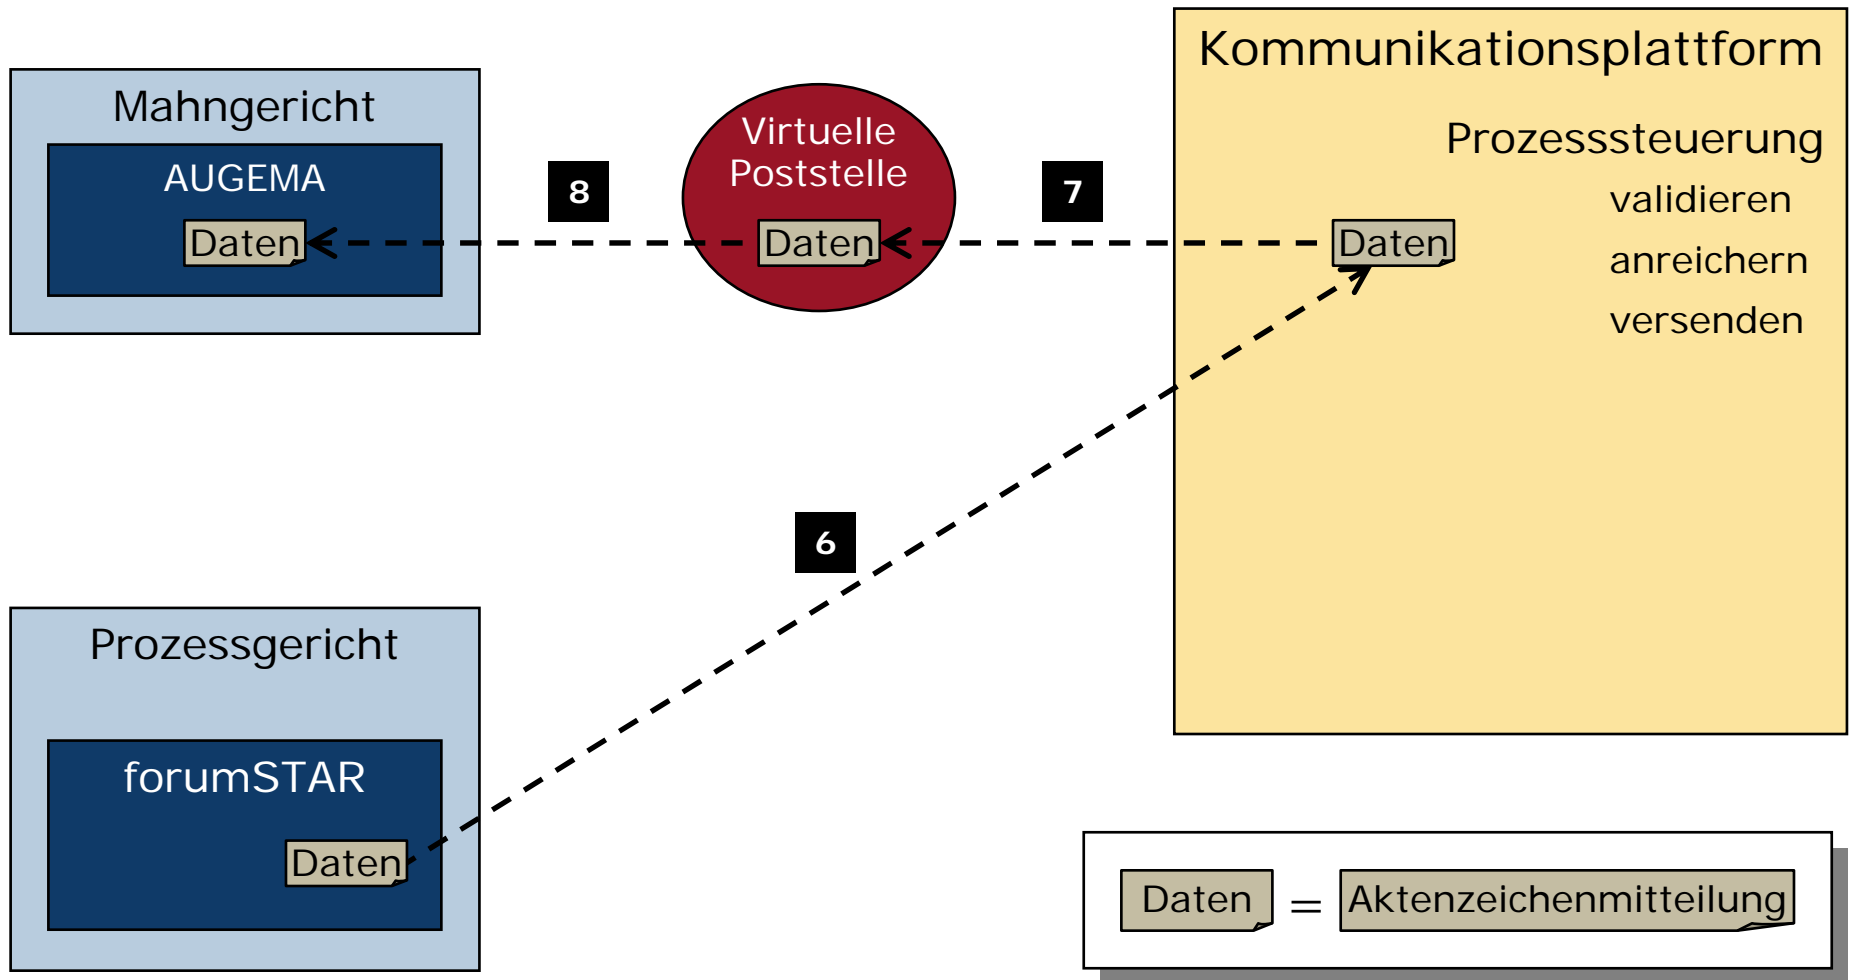 Kommunikationsplattform
Prozesssteuerung
validieren
anreichern
versenden
Daten
7
Virtuelle
Poststelle
Daten
8
Mahngericht
AUGEMA
Daten
6
Prozessgericht
forumSTAR
Daten
Daten = Aktenzeichenmitteilung